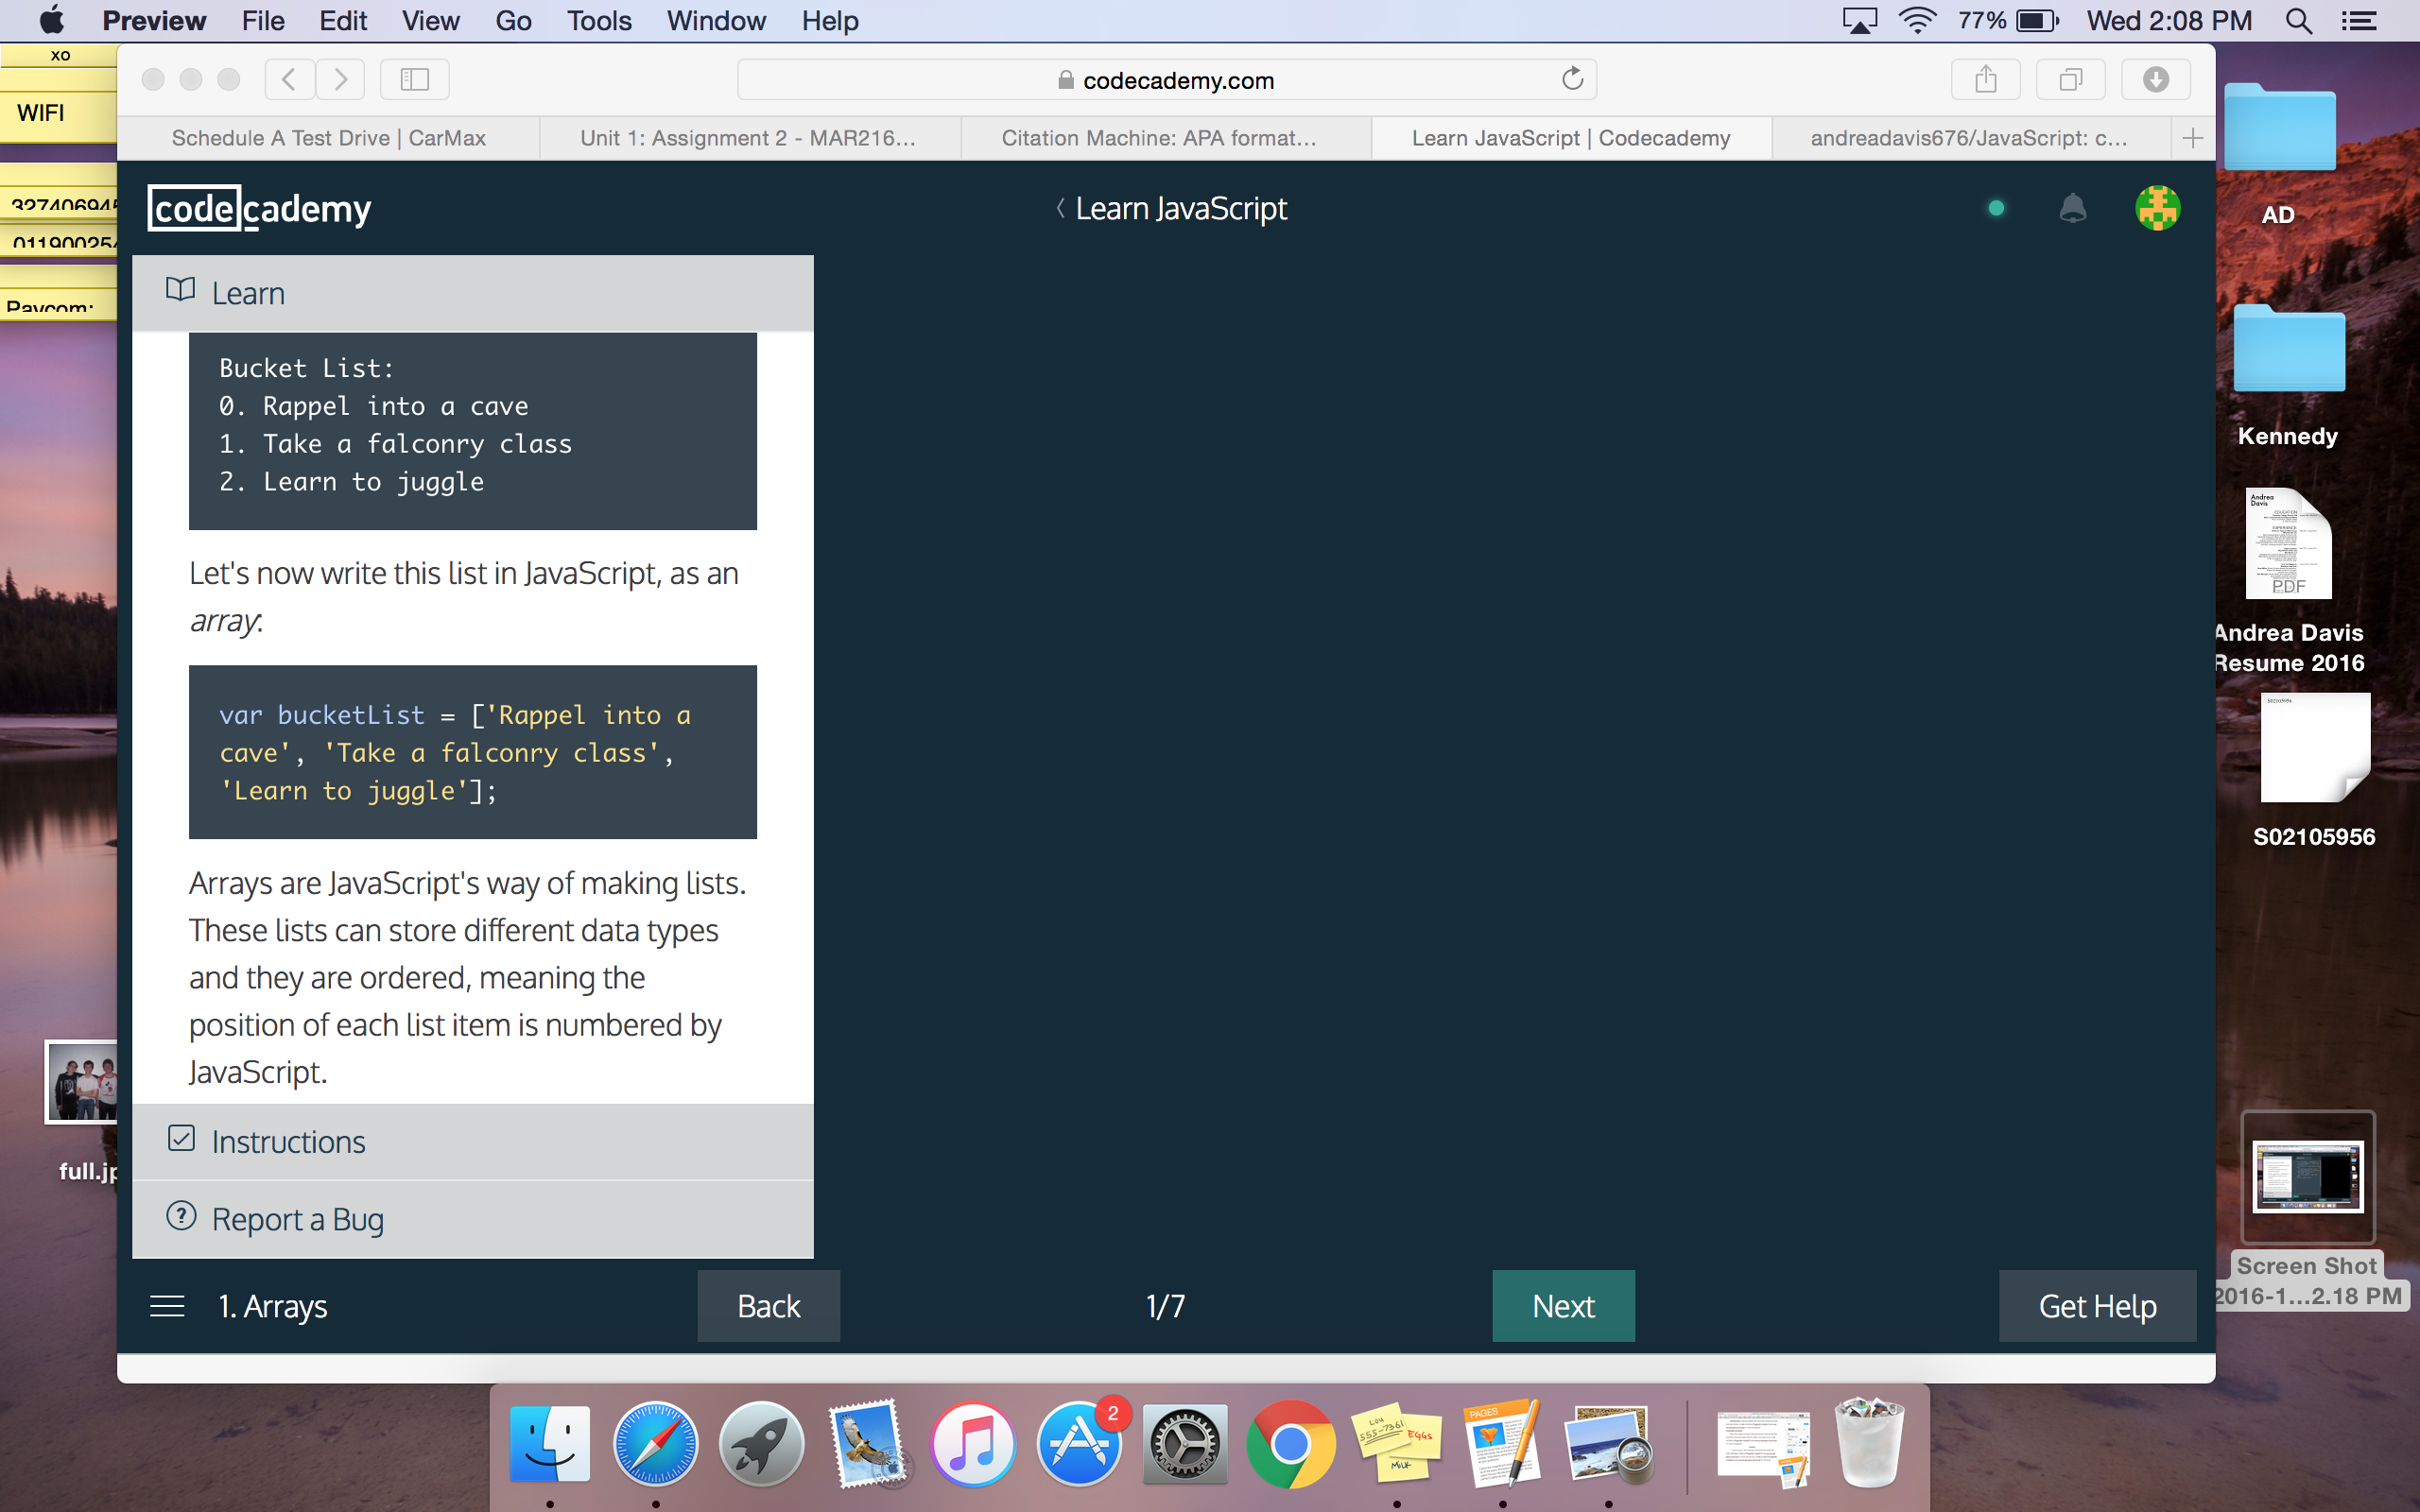 Preview File Edit View Go Tools Window Help 77% Wed 2:08 PM
xo
WIFI
Paycom:
codecademy.com
Schedule A Test Drive | CarMax
Unit 1: Assignment 2 - MAR216...
Citation Machine: APA format...
Learn JavaScript | Codecademy
andreadavis676/JavaScript: c...
codecademy
Learn JavaScript
Learn
Bucket List:
0. Rappel into a cave
1. Take a falconry class
2. Learn to juggle
Let's now write this list in JavaScript, as an
array:
var bucketList = ['Rappel into a
cave', 'Take a falconry class',
'Learn to juggle'];
Arrays are JavaScript's way of making lists.
These lists can store different data types
and they are ordered, meaning the
position of each list item is numbered by
JavaScript.
Instructions
Report a Bug
1. Arrays
Back
1/7
Next
Get Help
AD
Kennedy
Andrea
Davis
PDF
Andrea Davis
Resume 2016
S02105956
full.jp
Screen Shot
2016-1...2.18 PM
2
PAGES
EGGS
MILK